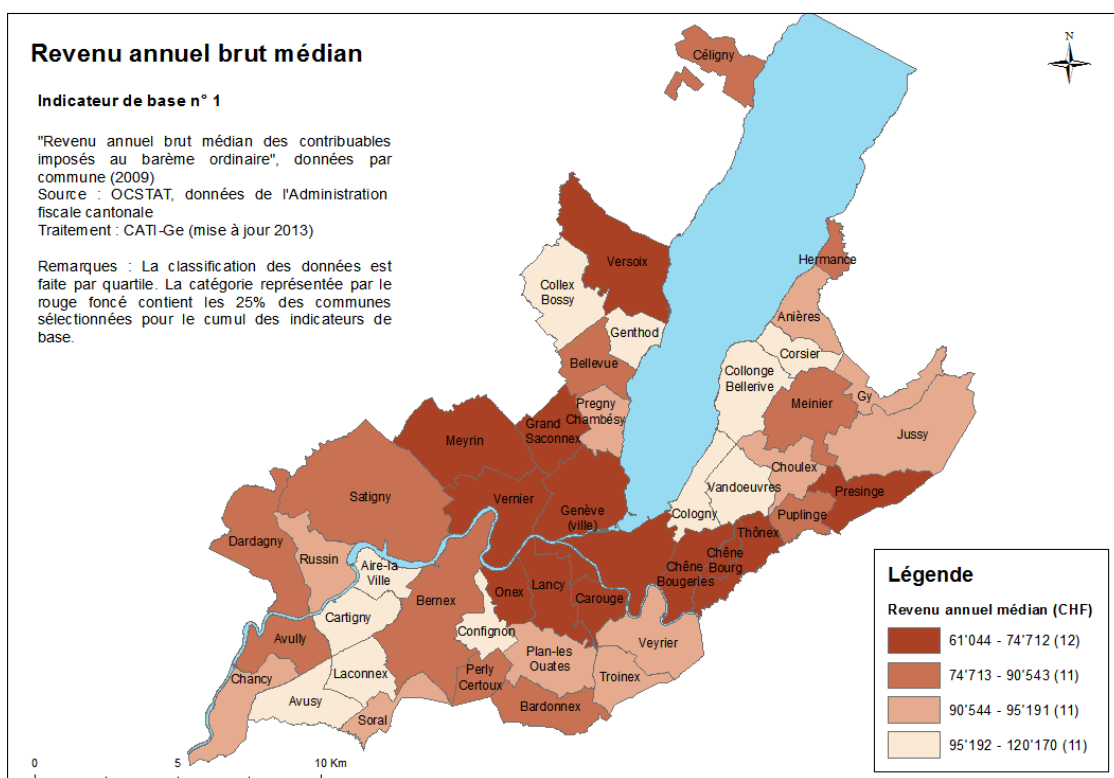 Revenu annuel brut médian
Indicateur de base n° 1
"Revenu annuel brut médian des contribuables
imposés au barème ordinaire", données par
commune (2009)
Source : OCSTAT, données de l'Administration
fiscale cantonale
Traitement : CATI-Ge (mise à jour 2013)
Remarques : La classification des données est
faite par quartile. La catégorie représentée par le
rouge foncé contient les 25% des communes
sélectionnées pour le cumul des indicateurs de
base.
N
Céligny
Versoix
Collex
Bossy
Genthod
Bellevue
Pregny
Chambésy
Grand
Saconnex
Meyrin
Vernier
Genève
(ville)
Satigny
Dardagny
Russin
Aire-la
Ville
Cartigny
Avully
Chancy
Avusy
Laconnex
Soral
Bernex
Onex
Confignon
Lancy
Carouge
Perly
Certoux
Plan-les
Ouates
Bardonnex
Troinex
Veyrier
Hermance
Anières
Corsier
Collonge
Bellerive
Meinier
Gy
Jussy
Choulex
Vandoeuvres
Cologny
Presinge
Puplinge
Thônex
Chêne
Bourg
Chêne
Bougeries
Légende
Revenu annuel médian (CHF)
61'044 - 74'712 (12)
74'713 - 90'543 (11)
90'544 - 95'191 (11)
95'192 - 120'170 (11)
0 5 10 Km